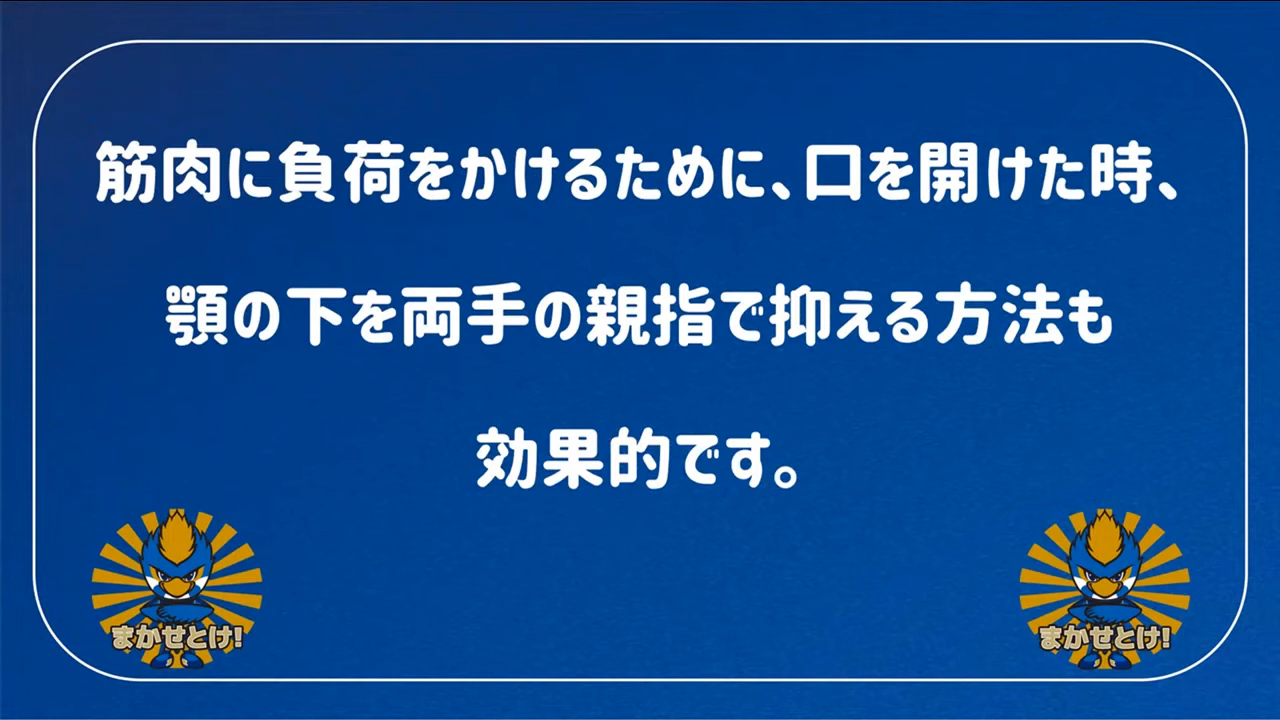 筋肉に負荷をかけるために、口を開けた時、
顎の下を両手の親指で抑える方法も
効果的です。
まかせとけ!
まかせとけ!